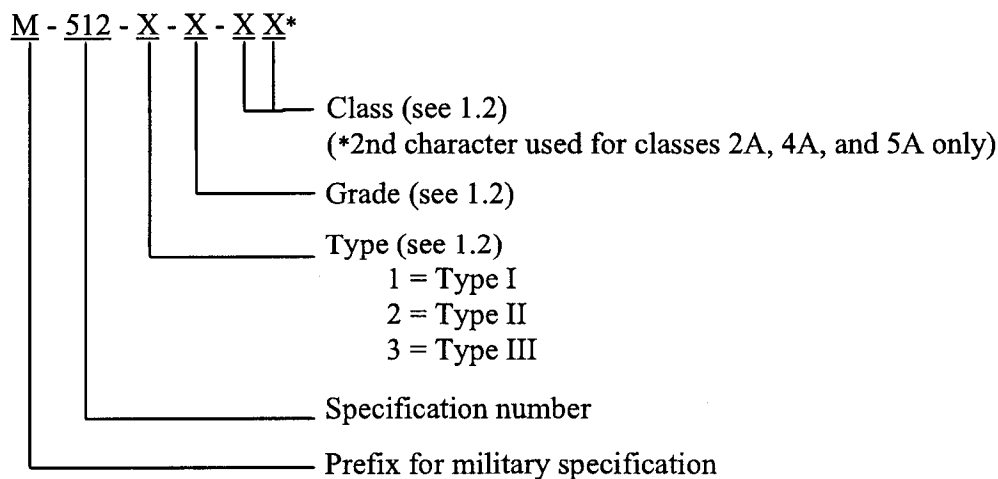 M - 512 - X - X - X X*
Class (see 1.2)
(*2nd character used for classes 2A, 4A, and 5A only)
Grade (see 1.2)
Type (see 1.2)
1 = Type I
2 = Type II
3 = Type III
Specification number
Prefix for military specification